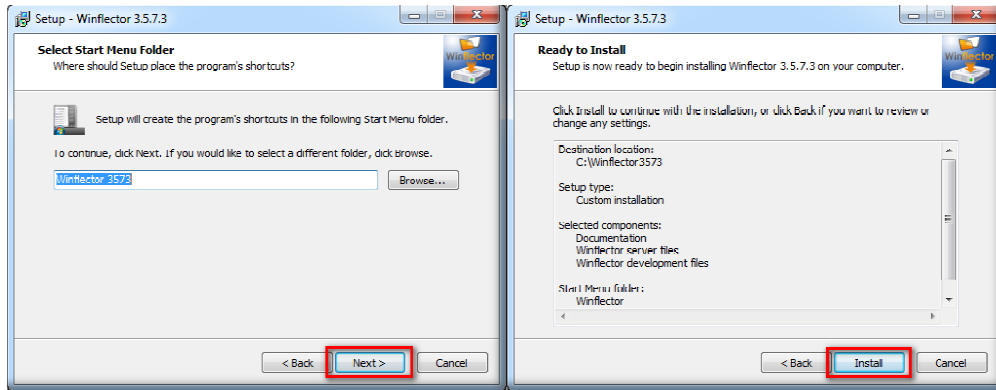 Setup - Winflector 3.5.7.3
Select Start Menu Folder
Where should Setup place the program's shortcuts?
Winflector
Setup will create the program's shortcuts in the following Start Menu folder.
To continue, click Next. If you would like to select a different folder, click Browse.
Winflector 3573
Browse...
< Back
Next >
Cancel
Setup - Winflector 3.5.7.3
Ready to Install
Setup is now ready to begin installing Winflector 3.5.7.3 on your computer.
Winflector
Click Install to continue with the installation, or click Back if you want to review or
change any settings.
Destination location:
C:\Winflector3573
Setup type:
Custom installation
Selected components:
Documentation
Winflector server files
Winflector development files
Start Menu folder:
Winflector
< Back
Install
Cancel